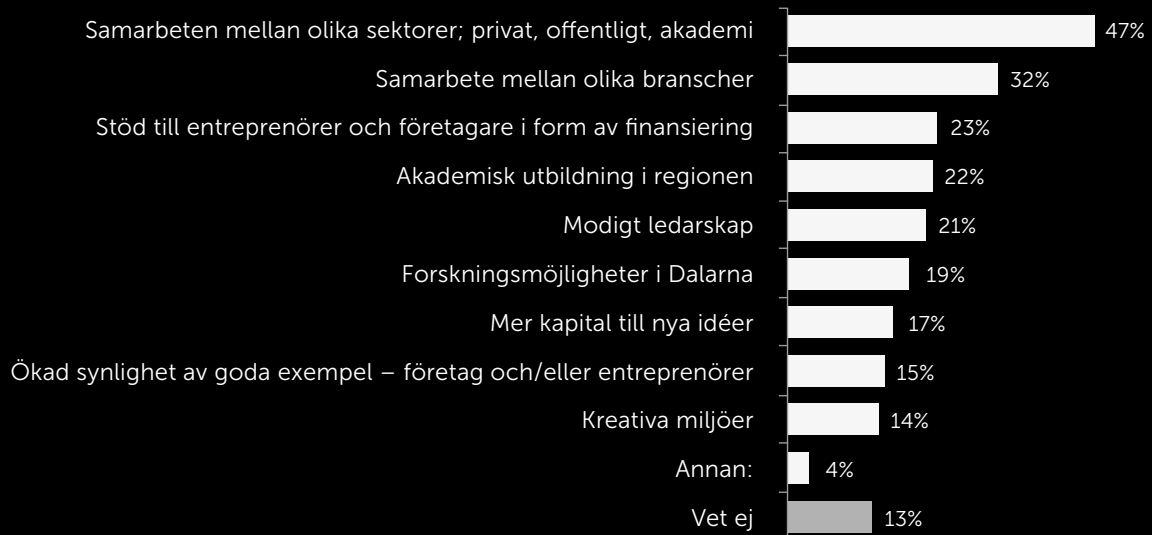 Samarbeten mellan olika sektorer; privat, offentligt, akademi 47%
Samarbete mellan olika branscher 32%
Stöd till entreprenörer och företagare i form av finansiering 23%
Akademisk utbildning i regionen 22%
Modigt ledarskap 21%
Forskningsmöjligheter i Dalarna 19%
Mer kapital till nya idéer 17%
Ökad synlighet av goda exempel – företag och/eller entreprenörer 15%
Kreativa miljöer 14%
Annan: 4%
Vet ej 13%